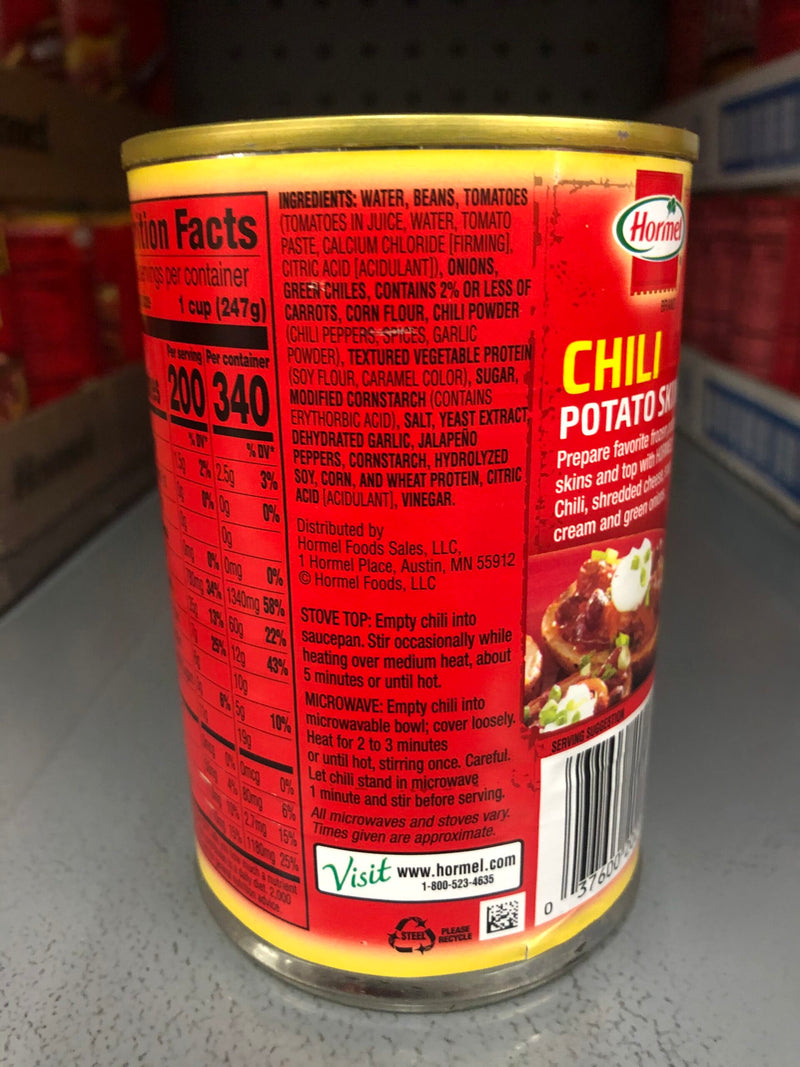 Facts
per container
1 cup (247g)
Per serving Per container
200 340
% DV* % DV*
2% 2.5g 3%
0% 0g 0%
0g
0% 0mg 0%
34% 1340mg 58%
13% 60g 22%
25% 12g 43%
10g
6% 5g 10%
19g
0% 0mcg 0%
4% 80mg 6%
10% 2.7mg 15%
15% 1180mg 25%
a nutrient
daily diet. 2,000
advice.
INGREDIENTS: WATER, BEANS, TOMATOES
(TOMATOES IN JUICE, WATER, TOMATO
PASTE, CALCIUM CHLORIDE [FIRMING],
CITRIC ACID [ACIDULANT]), ONIONS,
GREEN CHILES, CONTAINS 2% OR LESS OF
CARROTS, CORN FLOUR, CHILI POWDER
(CHILI PEPPERS, SPICES, GARLIC
POWDER), TEXTURED VEGETABLE PROTEIN
(SOY FLOUR, CARAMEL COLOR), SUGAR,
MODIFIED CORNSTARCH (CONTAINS
ERYTHORBIC ACID), SALT, YEAST EXTRACT,
DEHYDRATED GARLIC, JALAPEÑO
PEPPERS, CORNSTARCH, HYDROLYZED
SOY, CORN, AND WHEAT PROTEIN, CITRIC
ACID [ACIDULANT], VINEGAR.
Distributed by
Hormel Foods Sales, LLC,
1 Hormel Place, Austin, MN 55912
© Hormel Foods, LLC
STOVE TOP: Empty chili into
saucepan. Stir occasionally while
heating over medium heat, about
5 minutes or until hot.
MICROWAVE: Empty chili into
microwavable bowl; cover loosely.
Heat for 2 to 3 minutes
or until hot, stirring once. Careful.
Let chili stand in microwave
1 minute and stir before serving.
All microwaves and stoves vary.
Times given are approximate.
Visit www.hormel.com
1-800-523-4635
STEEL PLEASE
RECYCLE
Hormel
CHILI
POTATO
Prepare favorite frozen
skins and top with
Chili, shredded cheese,
cream and green onions.
SERVING SUGGESTION
0 37600